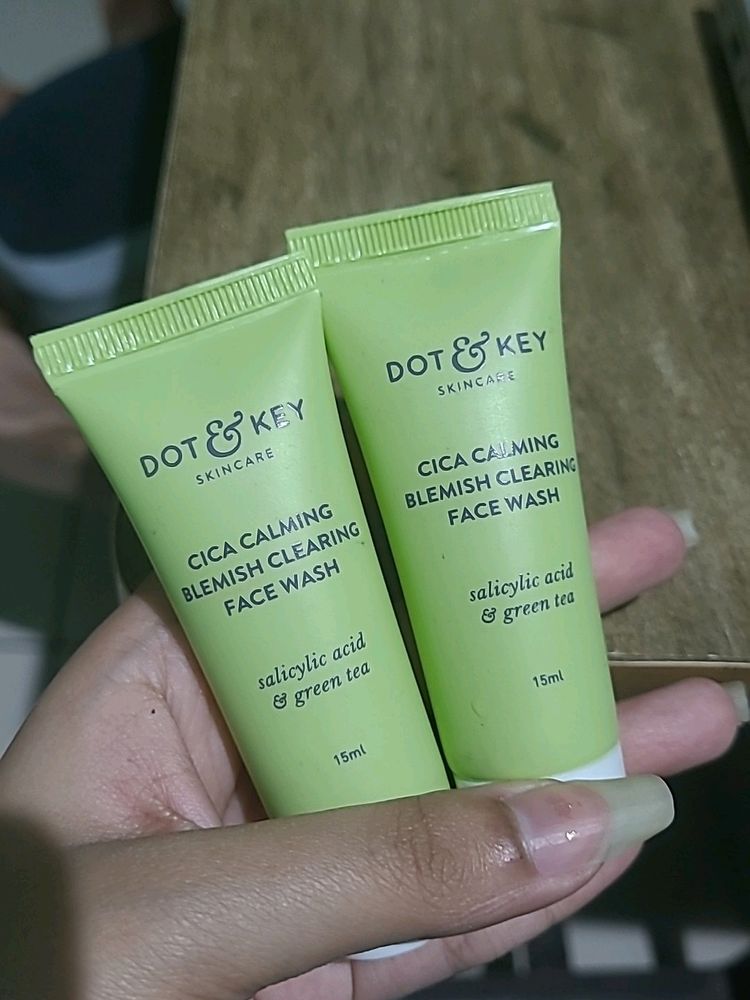 DOT & KEY
SKINCARE
CICA CALMING
BLEMISH CLEARING
FACE WASH
salicylic acid
& green tea
15ml
DOT & KEY
SKINCARE
CICA CALMING
BLEMISH CLEARING
FACE WASH
salicylic acid
& green tea
15ml